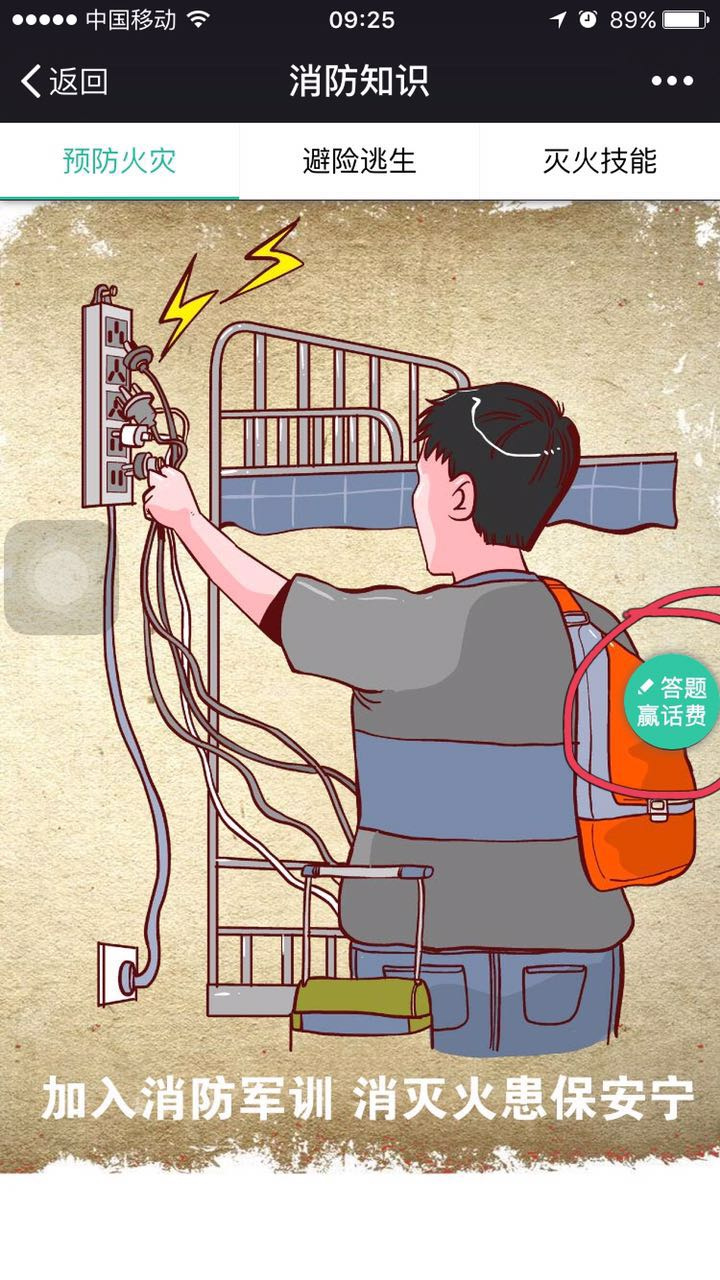 中国移动
09:25
89%
返回
消防知识
预防火灾
避险逃生
灭火技能
答题
赢话费
加入消防军训 消灭火患保安宁